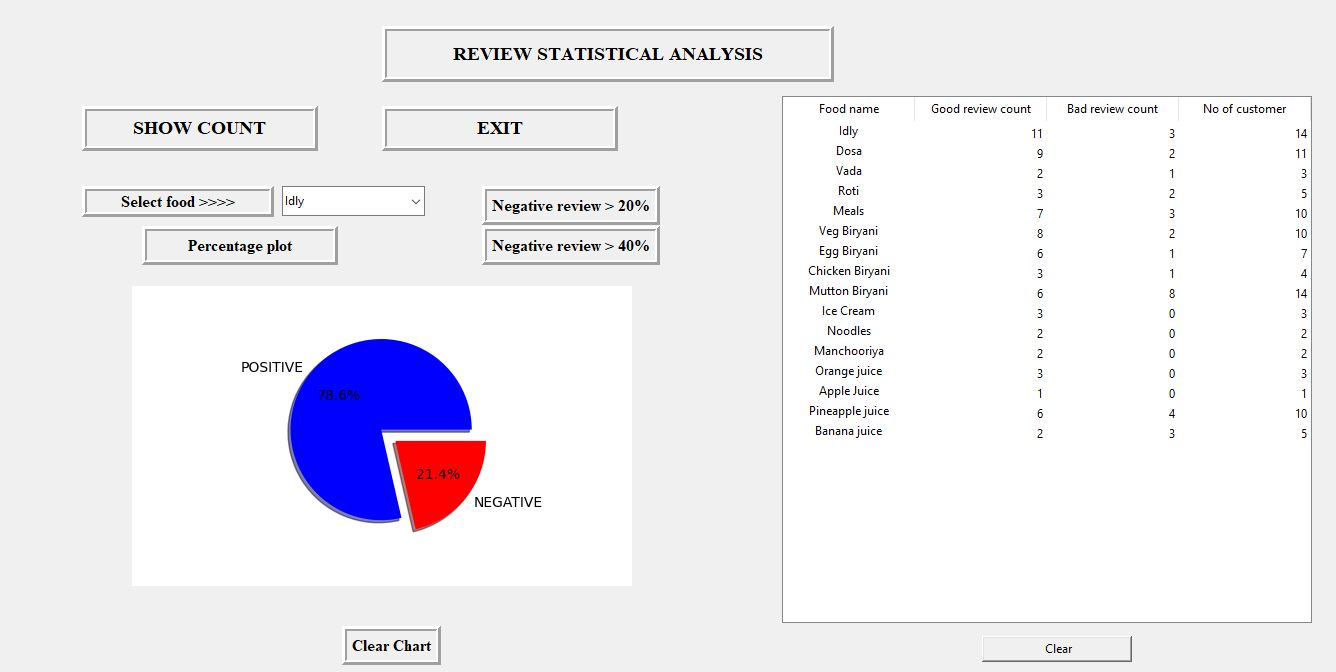 REVIEW STATISTICAL ANALYSIS
SHOW COUNT
EXIT
Select food >>>>
Idly
Negative review > 20%
Percentage plot
Negative review > 40%
POSITIVE
78.6%
21.4%
NEGATIVE
Clear Chart
Food name Good review count Bad review count No of customer
Idly 11 3 14
Dosa 9 2 11
Vada 2 1 3
Roti 3 2 5
Meals 7 3 10
Veg Biryani 8 2 10
Egg Biryani 6 1 7
Chicken Biryani 3 1 4
Mutton Biryani 6 8 14
Ice Cream 3 0 3
Noodles 2 0 2
Manchooriya 2 0 2
Orange juice 3 0 3
Apple Juice 1 0 1
Pineapple juice 6 4 10
Banana juice 2 3 5
Clear